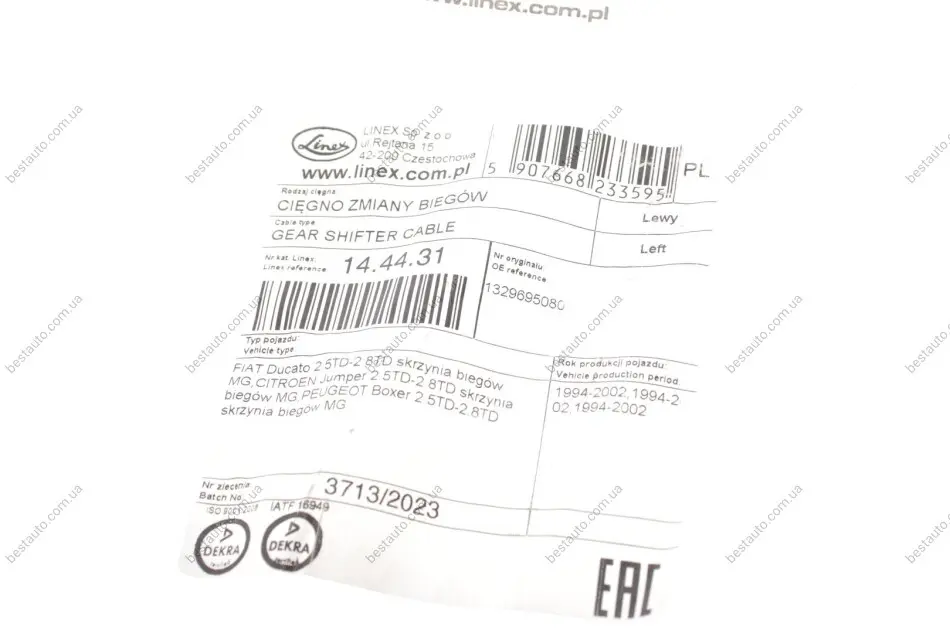 www.linex.com.pl
Linex
LINEX Sp. z.o.o
ul Rejtana 15
42-200 Czestochowa
www.linex.com.pl
5 907668 233595
PL
Rodzaj cięgna
CIĘGNO ZMIANY BIEGÓW
Lewy
Cable type
GEAR SHIFTER CABLE
Left
Nr kat. Linex:
Linex reference
14.44.31
Nr oryginału
OE reference
1329695080
Typ pojazdu:
Vehicle type
FIAT Ducato 2.5TD-2.8TD skrzynia biegów
MG,CITROEN Jumper 2.5TD-2.8TD skrzynia
biegów MG,PEUGEOT Boxer 2.5TD-2.8TD
skrzynia biegów MG
Rok produkcji pojazdu:
Vehicle production period.
1994-2002,1994-2
02,1994-2002
Nr zlecenia
Batch No.
3713/2023
ISO 9001:2008
IATF 16949
DEKRA
DEKRA
EAC
bestauto.com.ua